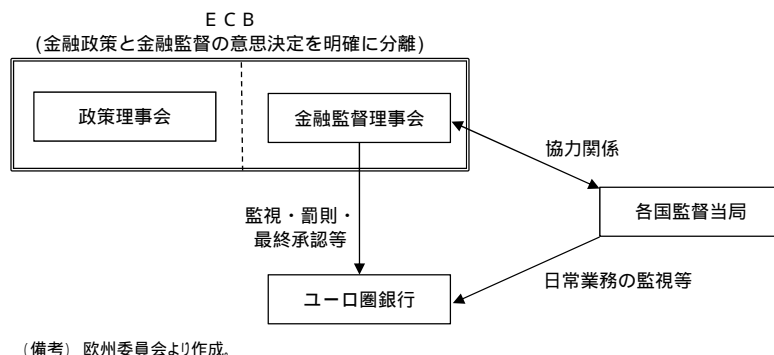 ＥＣＢ
(金融政策と金融監督の意思決定を明確に分離)
政策理事会
金融監督理事会
協力関係
監視・罰則・
最終承認等
各国監督当局
日常業務の監視等
ユーロ圏銀行
(備考) 欧州委員会より作成。